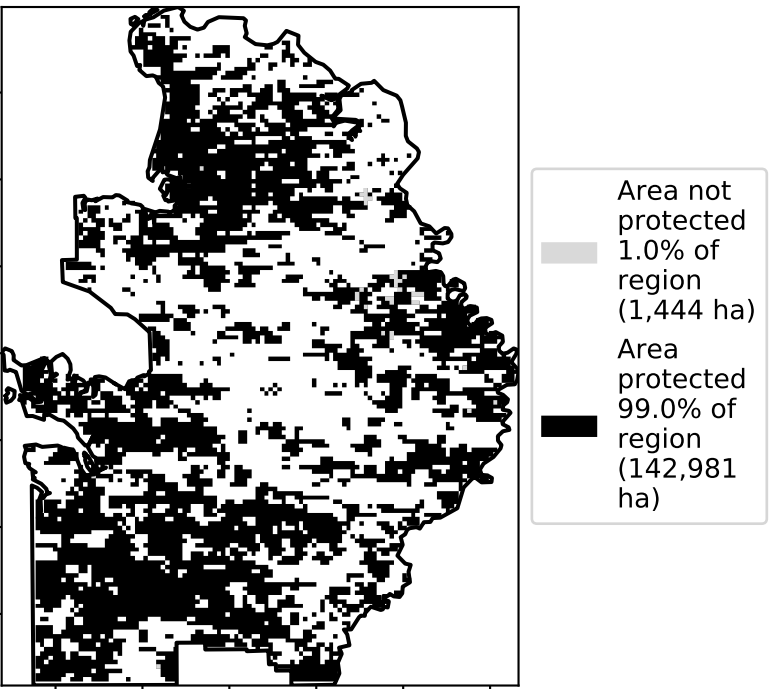 Area not
protected
1.0% of
region
(1,444 ha)
Area
protected
99.0% of
region
(142,981
ha)